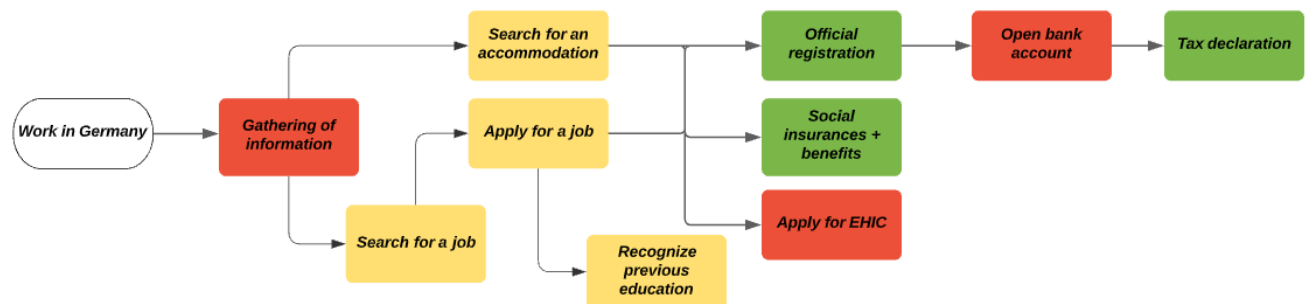 Work in Germany
Gathering of
information
Search for an
accommodation
Search for a job
Apply for a job
Recognize
previous
education
Official
registration
Social
insurances +
benefits
Apply for EHIC
Open bank
account
Tax declaration